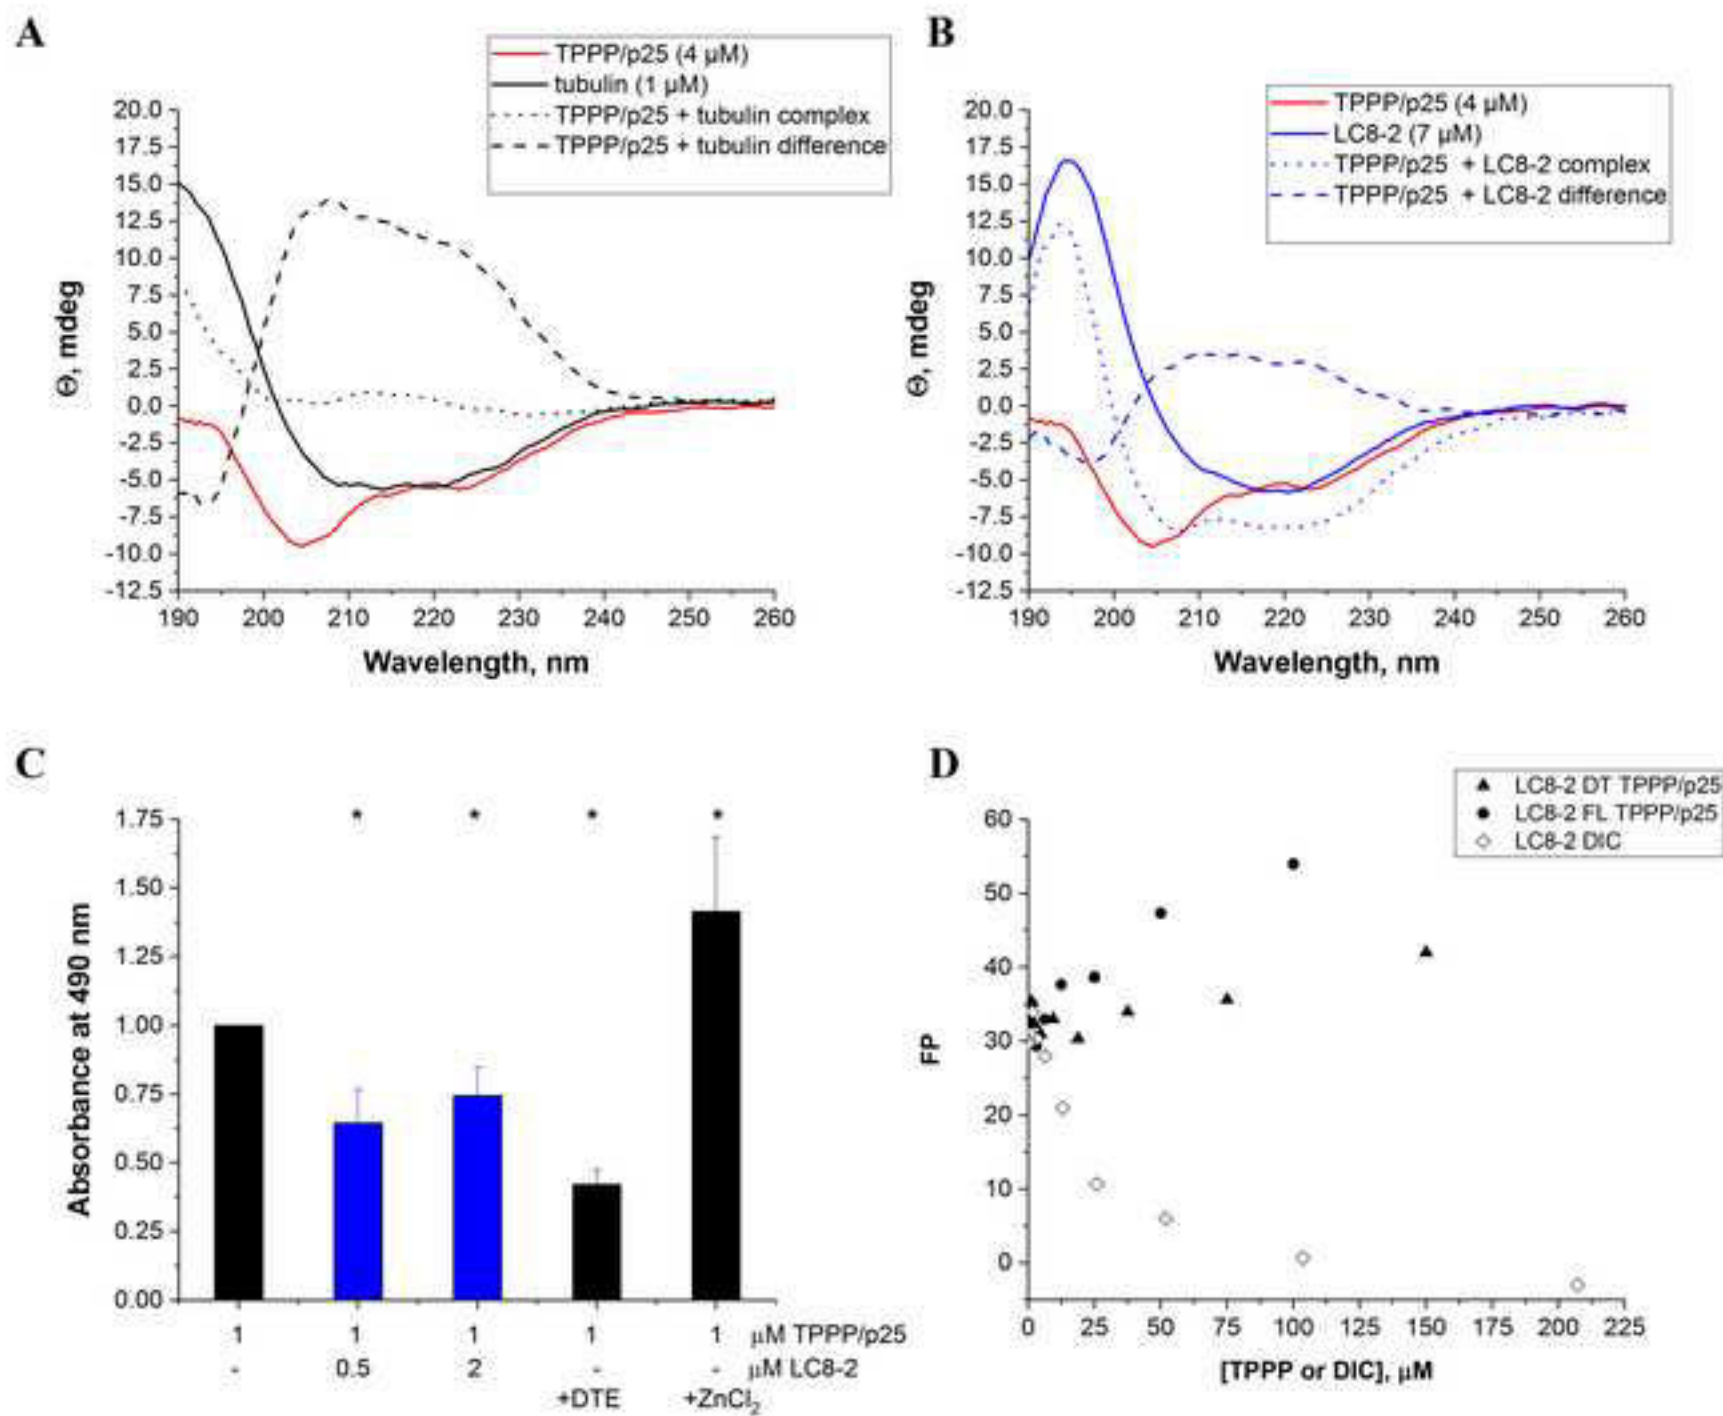 A
TPPP/p25 (4 µM)
tubulin (1 µM)
TPPP/p25 + tubulin complex
TPPP/p25 + tubulin difference
20.0
17.5
15.0
12.5
10.0
7.5
5.0
2.5
0.0
-2.5
-5.0
-7.5
-10.0
-12.5
Θ, mdeg
190 200 210 220 230 240 250 260
Wavelength, nm
B
TPPP/p25 (4 µM)
LC8-2 (7 µM)
TPPP/p25 + LC8-2 complex
TPPP/p25 + LC8-2 difference
20.0
17.5
15.0
12.5
10.0
7.5
5.0
2.5
0.0
-2.5
-5.0
-7.5
-10.0
-12.5
Θ, mdeg
190 200 210 220 230 240 250 260
Wavelength, nm
C
1.75
1.50
1.25
1.00
0.75
0.50
0.25
0.00
Absorbance at 490 nm
* * * *
1 1 1 1 1 µM TPPP/p25
- 0.5 2 - - µM LC8-2
+DTE +ZnCl₂
D
LC8-2 DT TPPP/p25
LC8-2 FL TPPP/p25
LC8-2 DIC
60
50
40
30
20
10
0
FP
0 25 50 75 100 125 150 175 200 225
[TPPP or DIC], µM